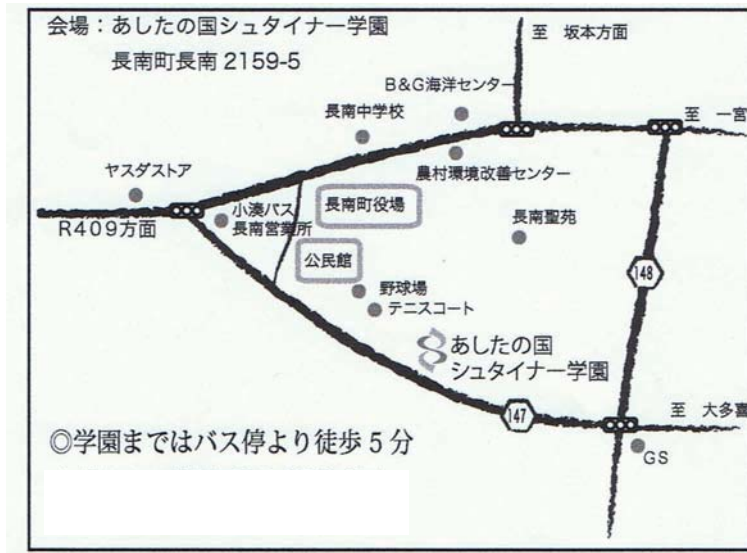 会場：あしたの国シュタイナー学園
長南町長南 2159-5
至 坂本方面
B&G海洋センター
長南中学校
至 一宮
ヤスダストア
農村環境改善センター
長南町役場
小湊バス
長南営業所
R409方面
長南聖苑
公民館
148
野球場
テニスコート
あしたの国
シュタイナー学園
147
至 大多喜
◎学園まではバス停より徒歩 5 分
GS